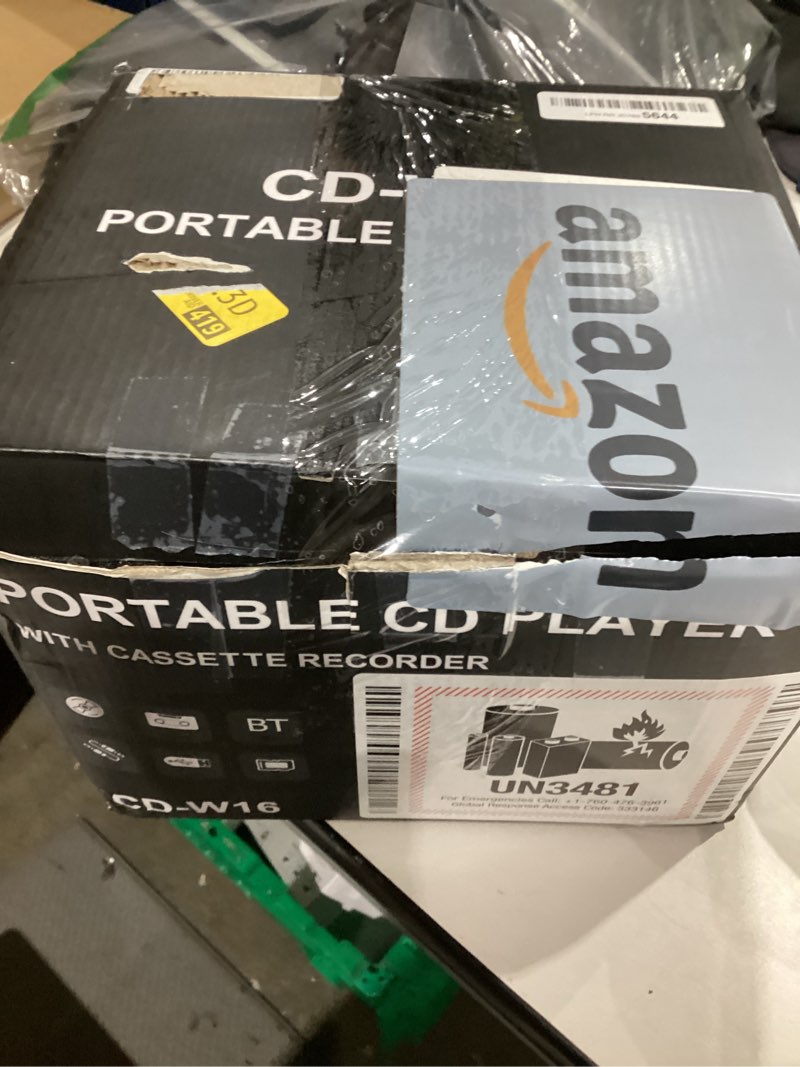 5644
CD-
PORTABLE
amazon
.3D
419
PORTABLE CD PLAYER
WITH CASSETTE RECORDER
BT
CD-W16
UN3481
For Emergencies Call: +1-760-476-3961
Global Response Access Code: 333146